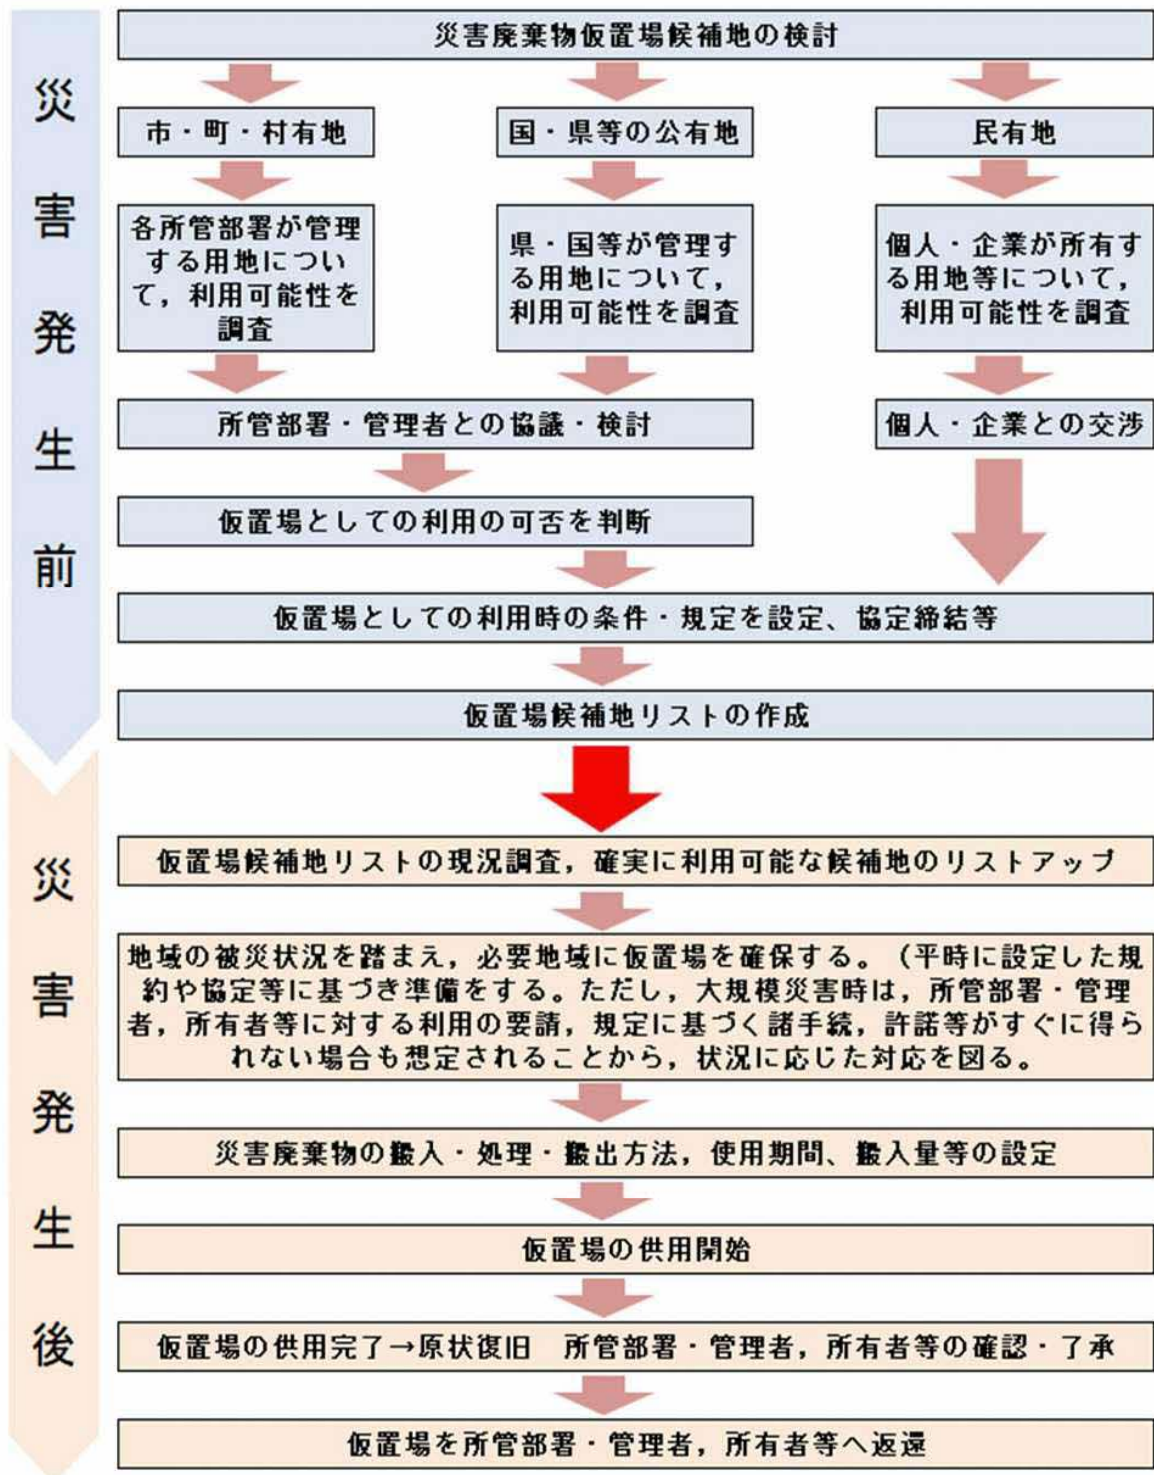 災害発生前
災害廃棄物仮置場候補地の検討
市・町・村有地
国・県等の公有地
民有地
各所管部署が管理
する用地につい
て，利用可能性を
調査
県・国等が管理す
る用地について，
利用可能性を調査
個人・企業が所有す
る用地等について，
利用可能性を調査
所管部署・管理者との協議・検討
個人・企業との交渉
仮置場としての利用の可否を判断
仮置場としての利用時の条件・規定を設定、協定締結等
仮置場候補地リストの作成
災害発生後
仮置場候補地リストの現況調査，確実に利用可能な候補地のリストアップ
地域の被災状況を踏まえ，必要地域に仮置場を確保する。（平時に設定した規
約や協定等に基づき準備をする。ただし，大規模災害時は，所管部署・管理
者，所有者等に対する利用の要請，規定に基づく諸手続，許諾等がすぐに得ら
れない場合も想定されることから，状況に応じた対応を図る。
災害廃棄物の搬入・処理・搬出方法，使用期間、搬入量等の設定
仮置場の供用開始
仮置場の供用完了→原状復旧　所管部署・管理者，所有者等の確認・了承
仮置場を所管部署・管理者，所有者等へ返還